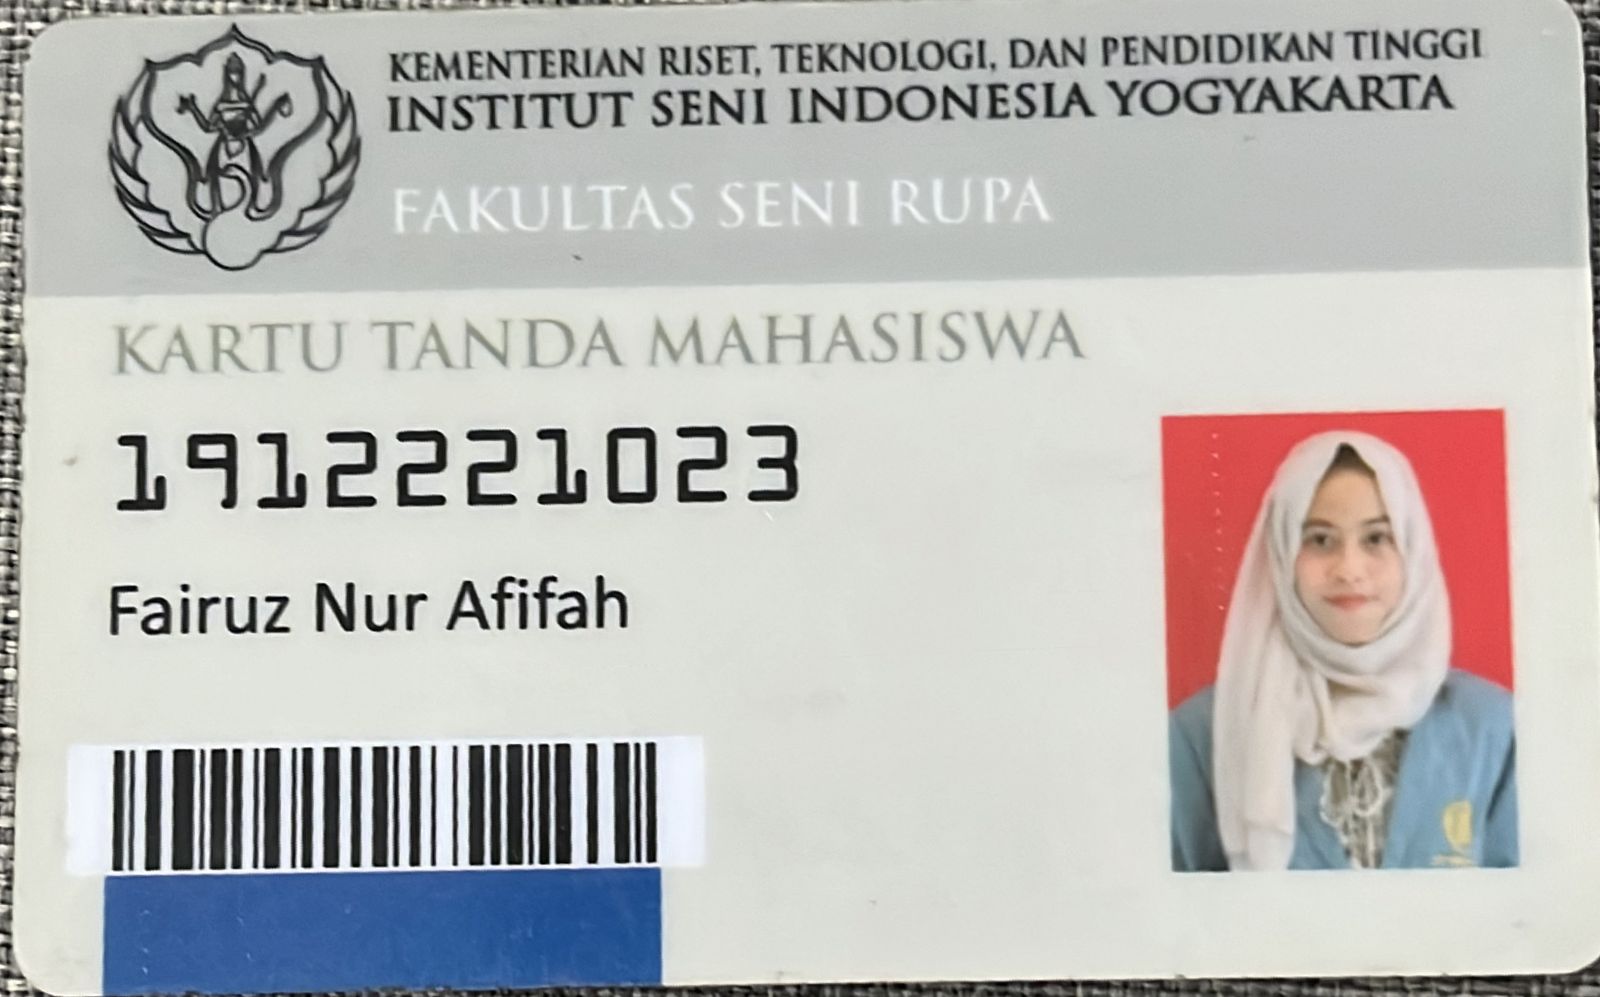 KEMENTERIAN RISET, TEKNOLOGI, DAN PENDIDIKAN TINGGI
INSTITUT SENI INDONESIA YOGYAKARTA
FAKULTAS SENI RUPA
KARTU TANDA MAHASISWA
1912221023
Fairuz Nur Afifah